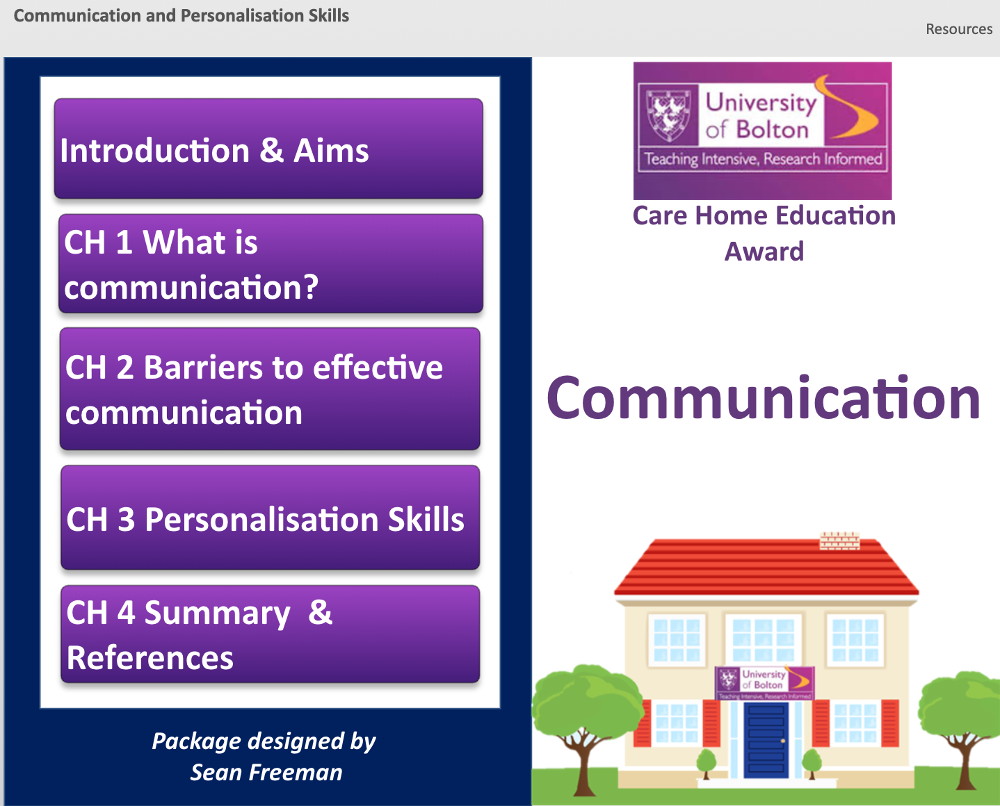 Communication and Personalisation Skills
Resources
Introduction & Aims
CH 1 What is
communication?
CH 2 Barriers to effective
communication
CH 3 Personalisation Skills
CH 4 Summary  &
References
Package designed by
Sean Freeman
University
of Bolton
Teaching Intensive, Research Informed
Care Home Education
Award
Communication
University
of Bolton
Teaching Intensive, Research Informed